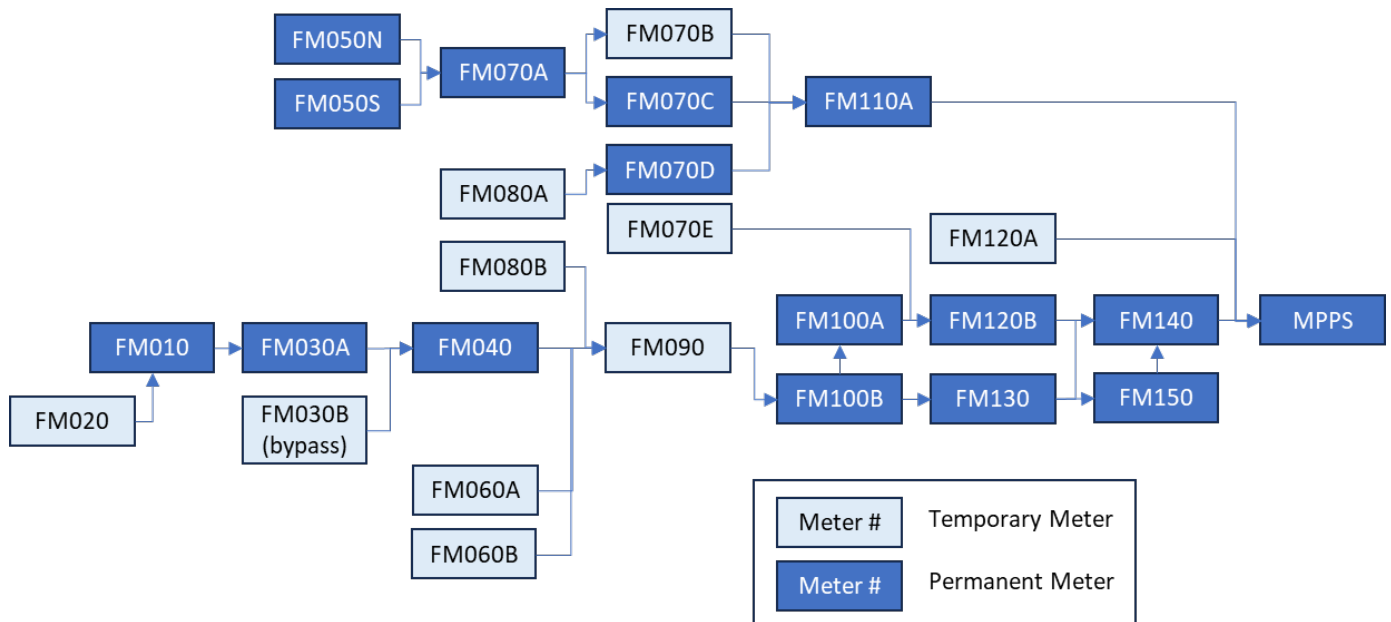 FM050N
FM050S
FM070A
FM070B
FM070C
FM070D
FM110A
FM080A
FM070E
FM120A
FM080B
FM010
FM030A
FM040
FM090
FM100A
FM120B
FM140
MPPS
FM100B
FM130
FM150
FM020
FM030B
(bypass)
FM060A
FM060B
Meter # Temporary Meter
Meter # Permanent Meter